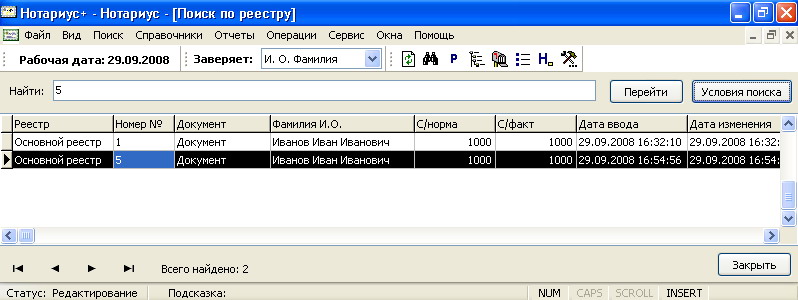 Нотариус+ - Нотариус - [Поиск по реестру]
Файл Вид Поиск Справочники Отчеты Операции Сервис Окна Помощь
Рабочая дата: 29.09.2008 Заверяет: И. О. Фамилия P H..
Найти: 5 Перейти Условия поиска
Реестр Номер № Документ Фамилия И.О. С/норма С/факт Дата ввода Дата изменения
Основной реестр 1 Документ Иванов Иван Иванович 1000 1000 29.09.2008 16:32:10 29.09.2008 16:32:
Основной реестр 5 Документ Иванов Иван Иванович 1000 1000 29.09.2008 16:54:56 29.09.2008 16:54:
Всего найдено: 2 Закрыть
Статус: Редактирование Подсказка: NUM CAPS SCROLL INSERT